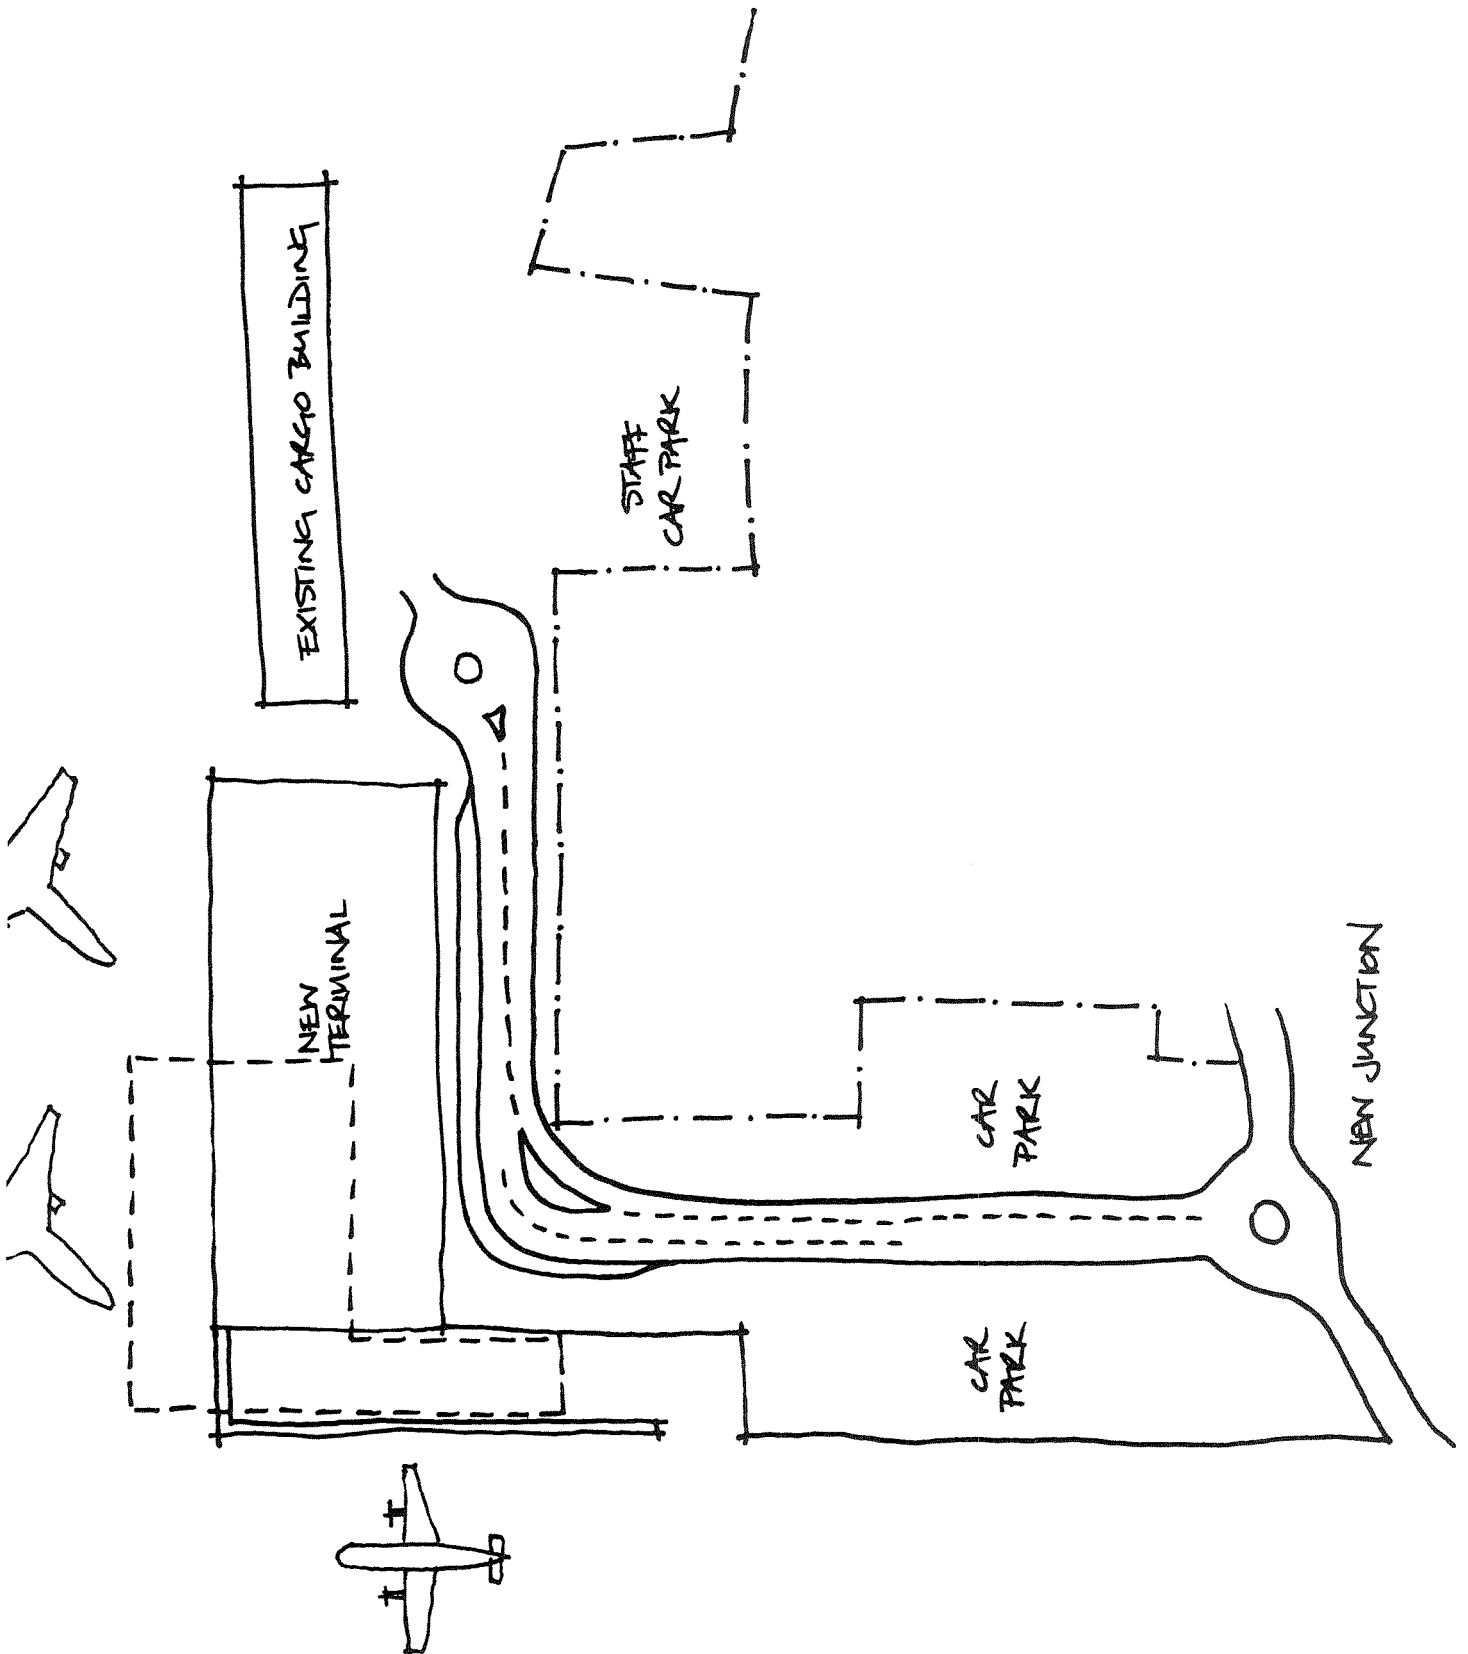 EXISTING CARGO BUILDING
STAFF
CAR PARK
NEW
TERMINAL
CAR
PARK
CAR
PARK
NEW JUNCTION